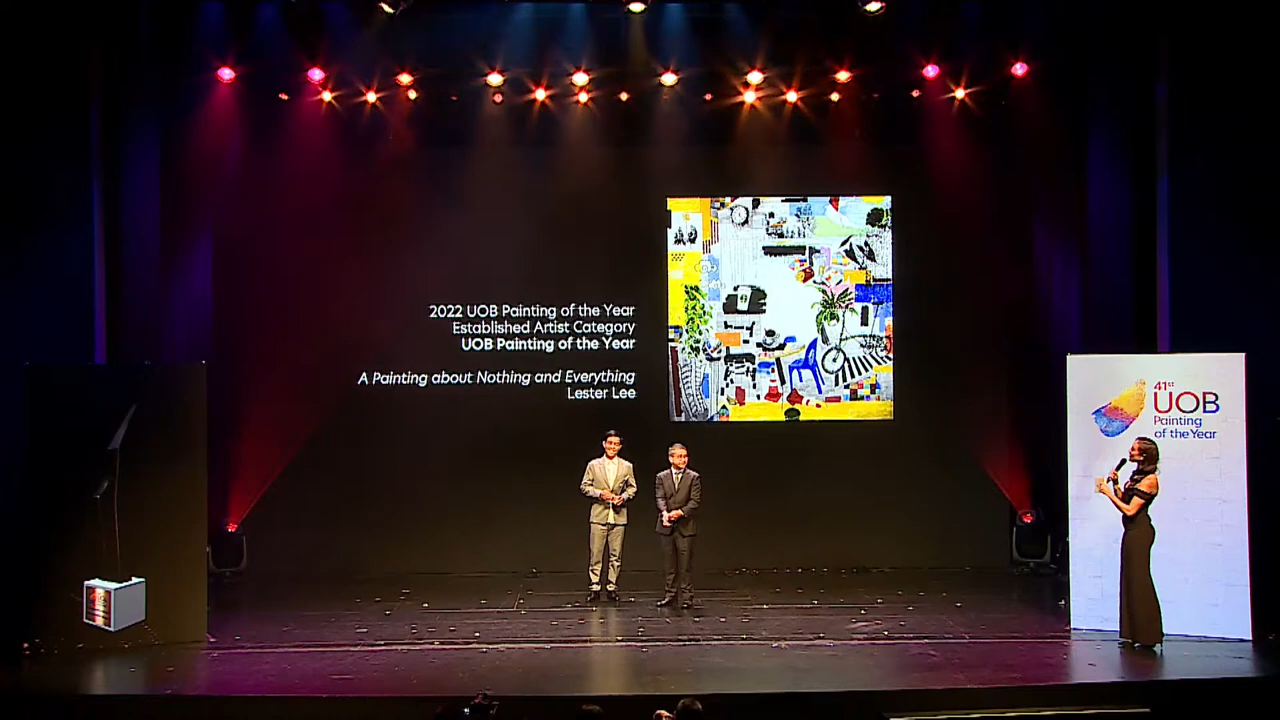 2022 UOB Painting of the Year
Established Artist Category
UOB Painting of the Year
A Painting about Nothing and Everything
Lester Lee
41st
UOB
Painting
of the Year